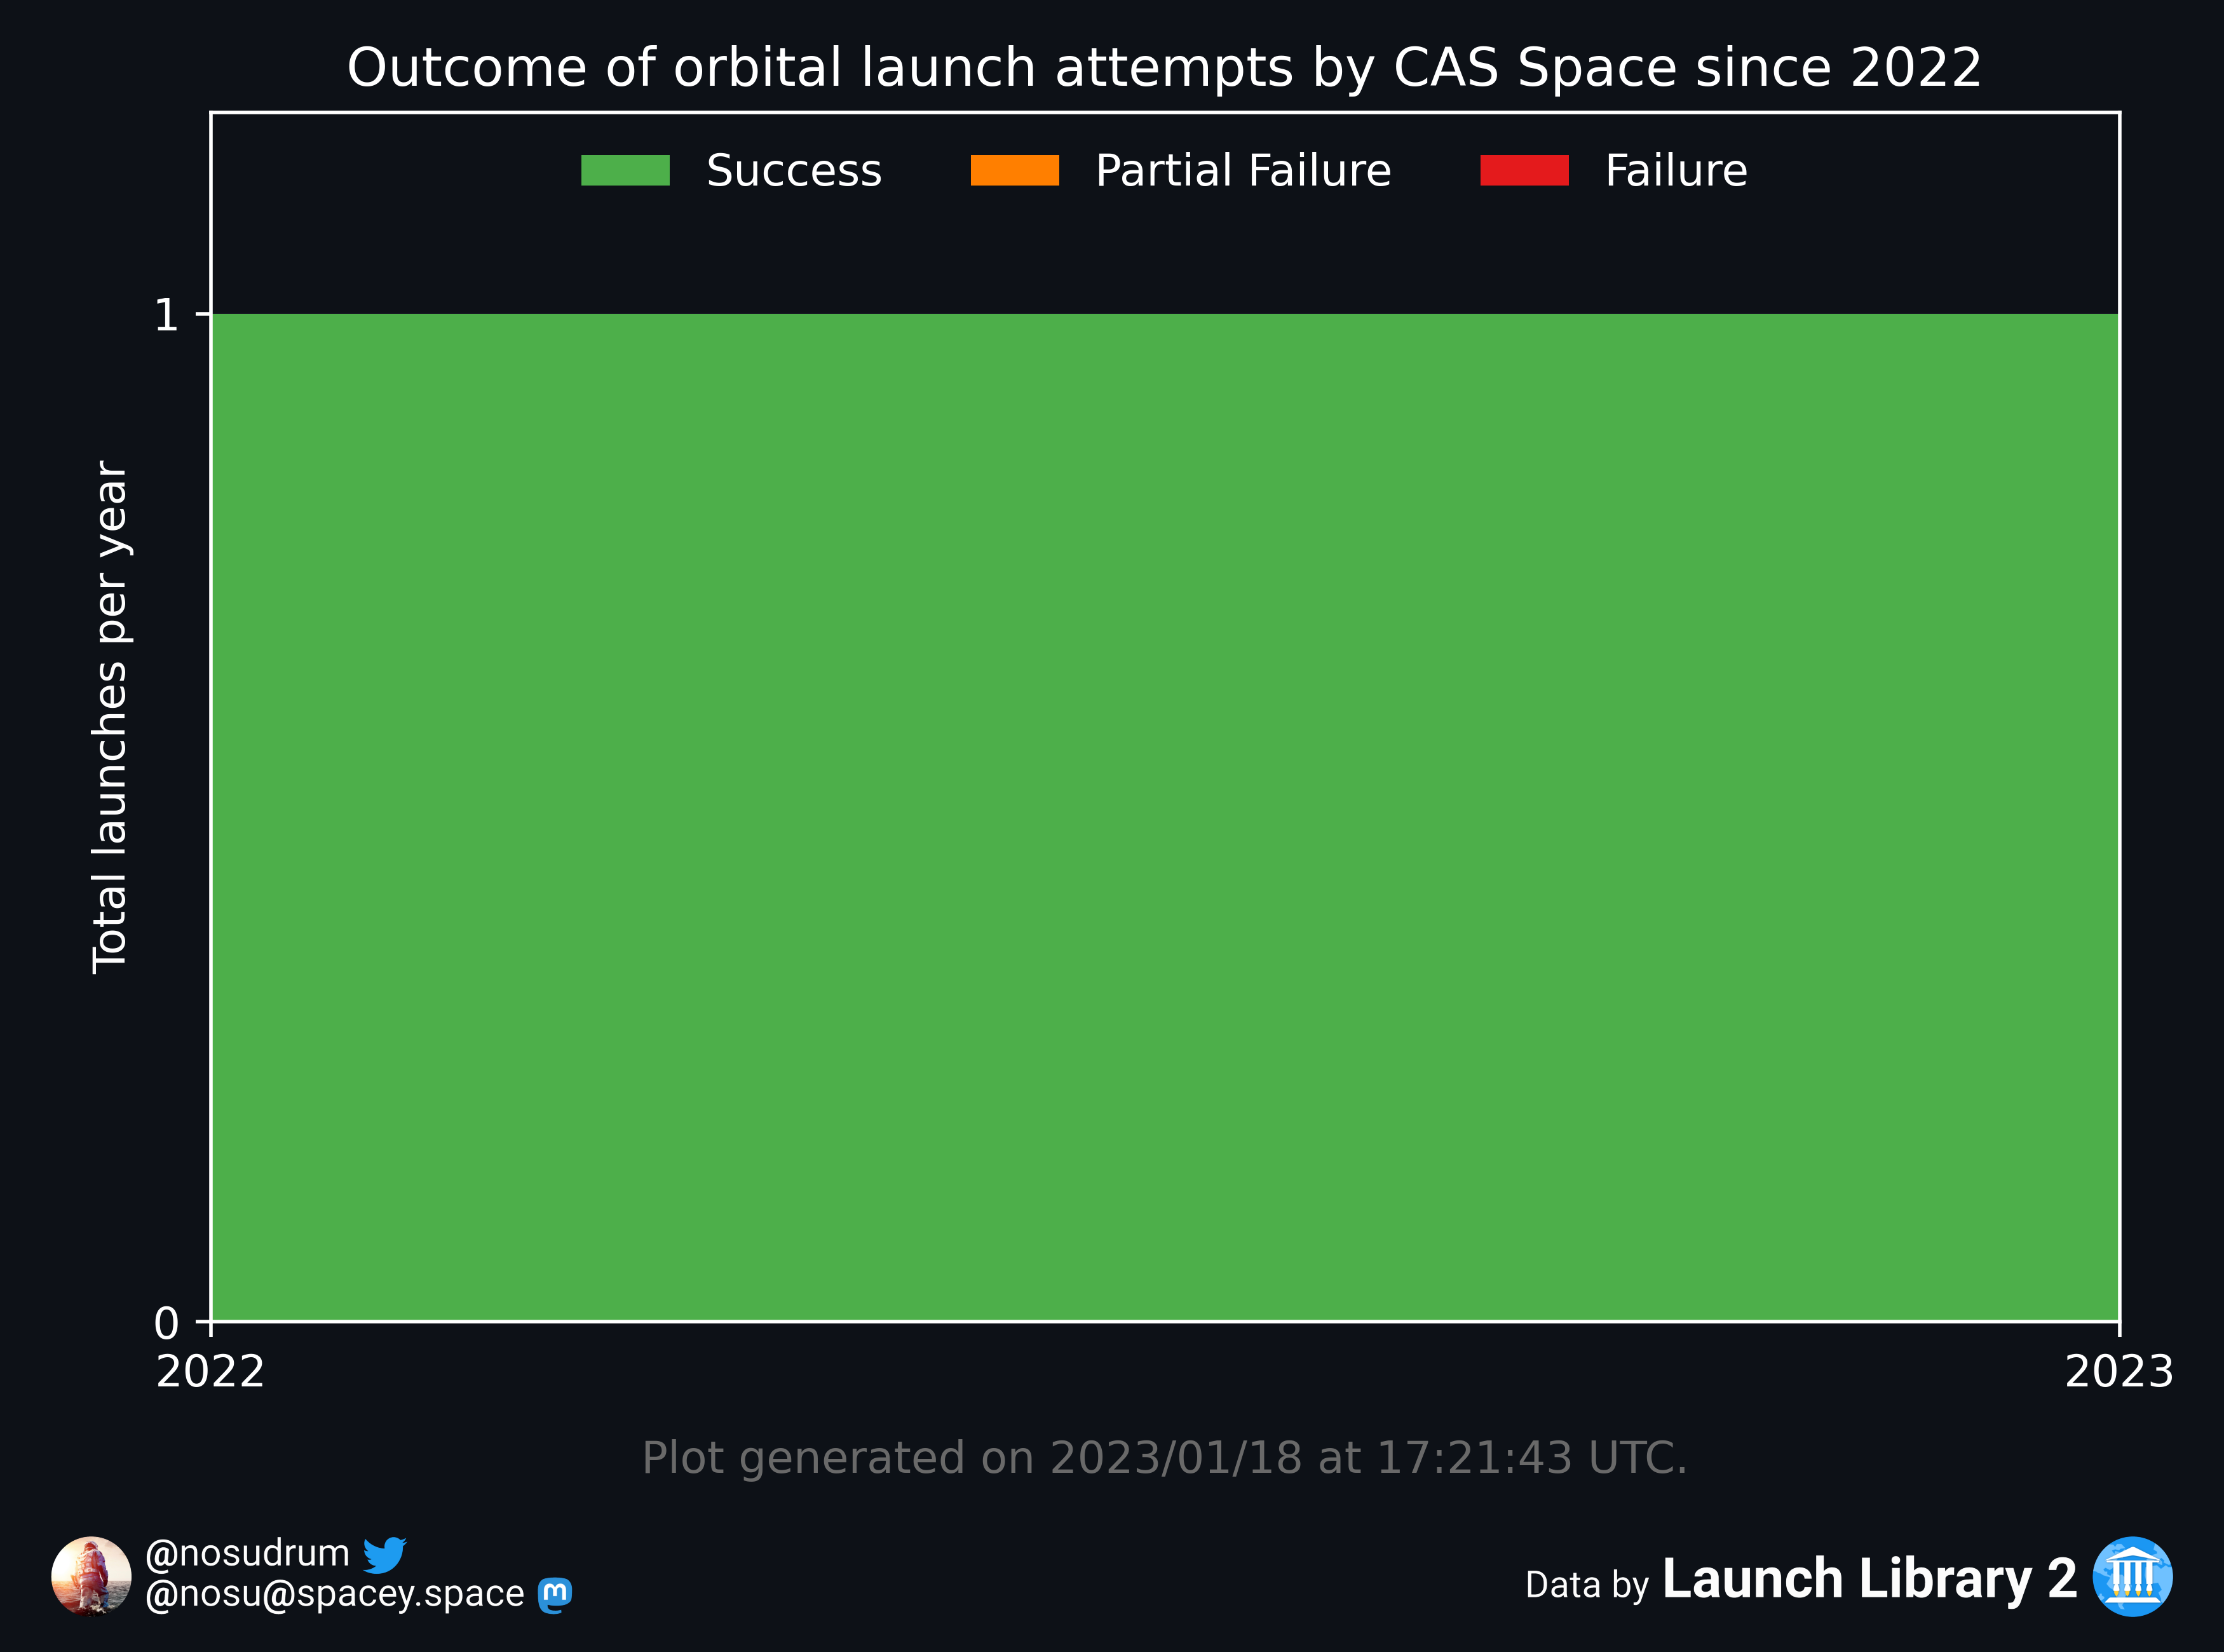 Outcome of orbital launch attempts by CAS Space since 2022
Success Partial Failure Failure
Total launches per year
1
0
2022 2023
Plot generated on 2023/01/18 at 17:21:43 UTC.
@nosudrum
@nosu@spacey.space
Data by Launch Library 2